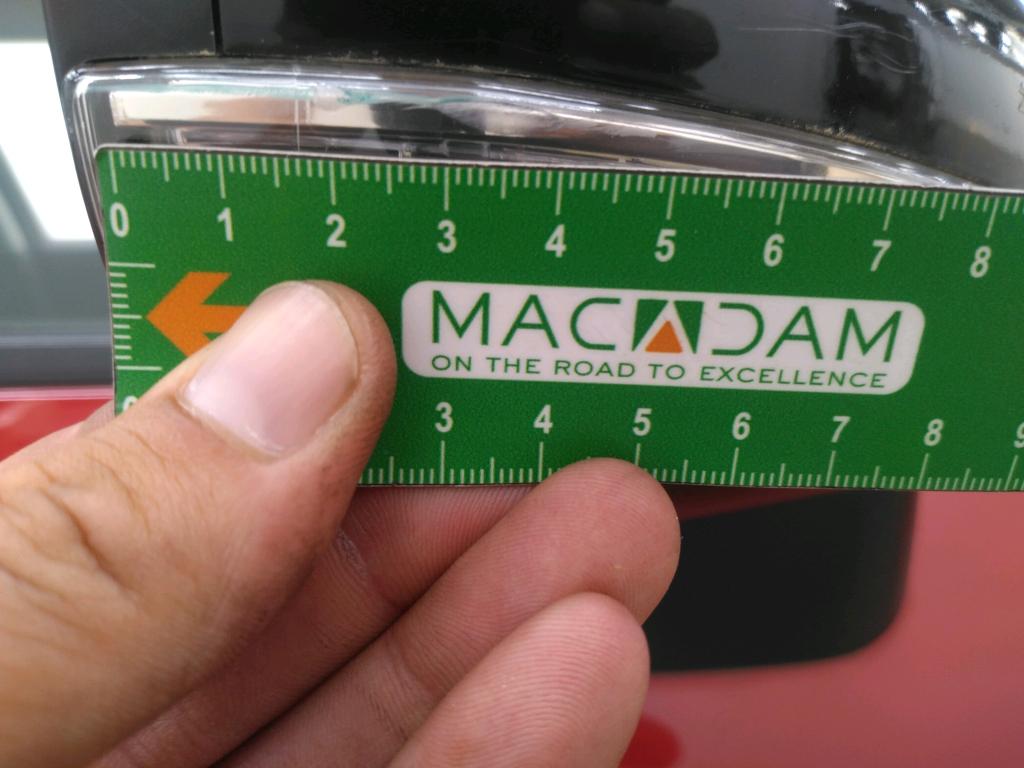 0 1 2 3 4 5 6 7 8
MACADAM
ON THE ROAD TO EXCELLENCE
3 4 5 6 7 8 9